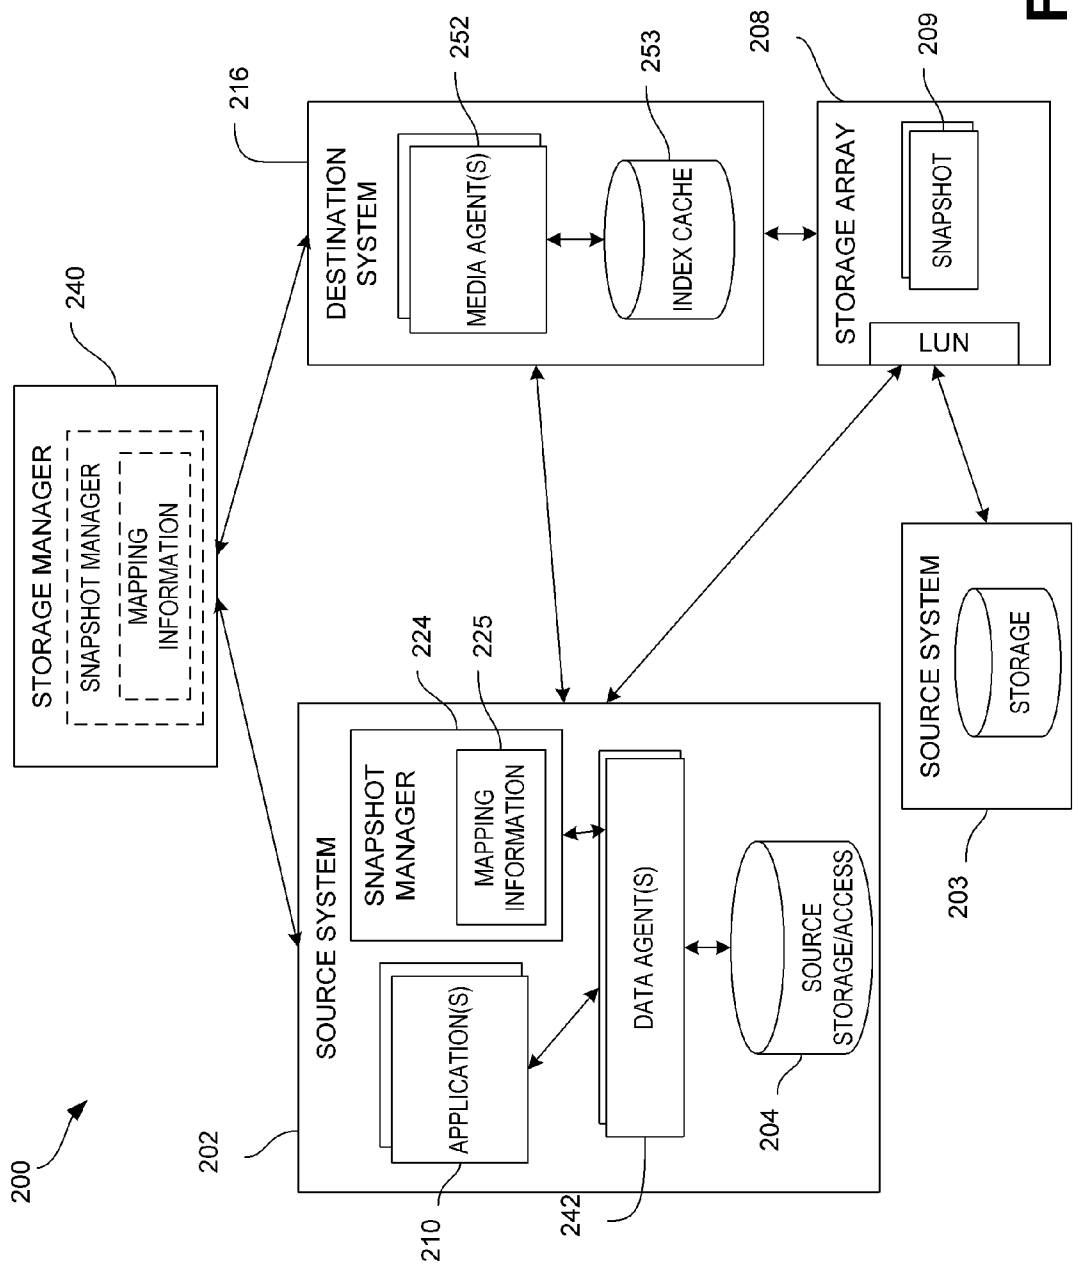 200
STORAGE MANAGER
SNAPSHOT MANAGER
MAPPING
INFORMATION
240
202
SOURCE SYSTEM
APPLICATION(S)
210
SNAPSHOT
MANAGER
MAPPING
INFORMATION
224
225
DATA AGENT(S)
242
SOURCE
STORAGE/ACCESS
204
216
DESTINATION
SYSTEM
MEDIA AGENT(S)
252
INDEX CACHE
253
SOURCE SYSTEM
STORAGE
203
STORAGE ARRAY
208
SNAPSHOT
209
LUN
F